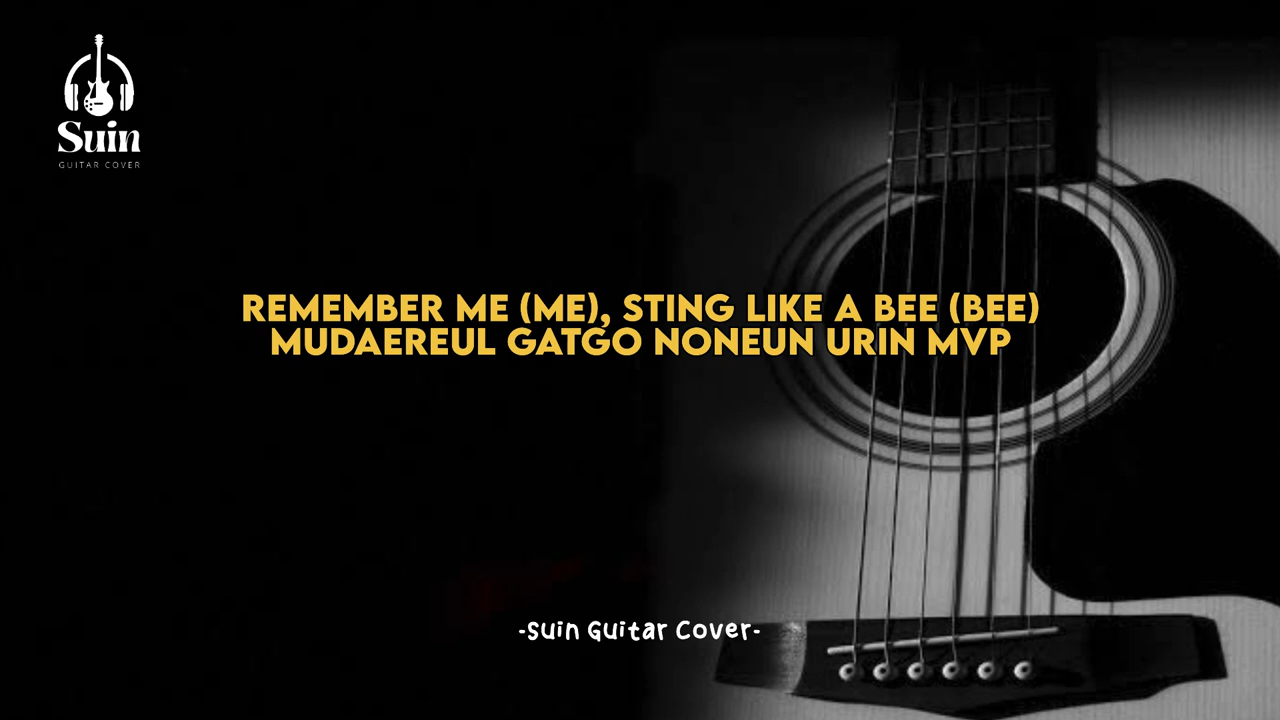 Suin
GUITAR COVER
REMEMBER ME (ME), STING LIKE A BEE (BEE)
MUDAEREUL GATGO NONEUN URIN MVP
-Suin Guitar Cover-